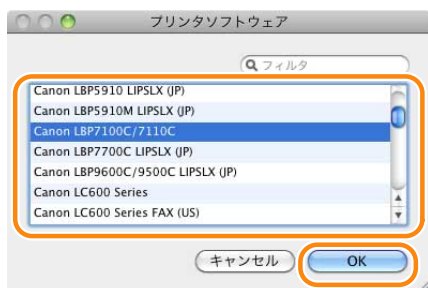 プリンタソフトウェア
フィルタ
Canon LBP5910 LIPSLX (JP)
Canon LBP5910M LIPSLX (JP)
Canon LBP7100C/7110C
Canon LBP7700C LIPSLX (JP)
Canon LBP9600C/9500C LIPSLX (JP)
Canon LC600 Series
Canon LC600 Series FAX (US)
キャンセル OK